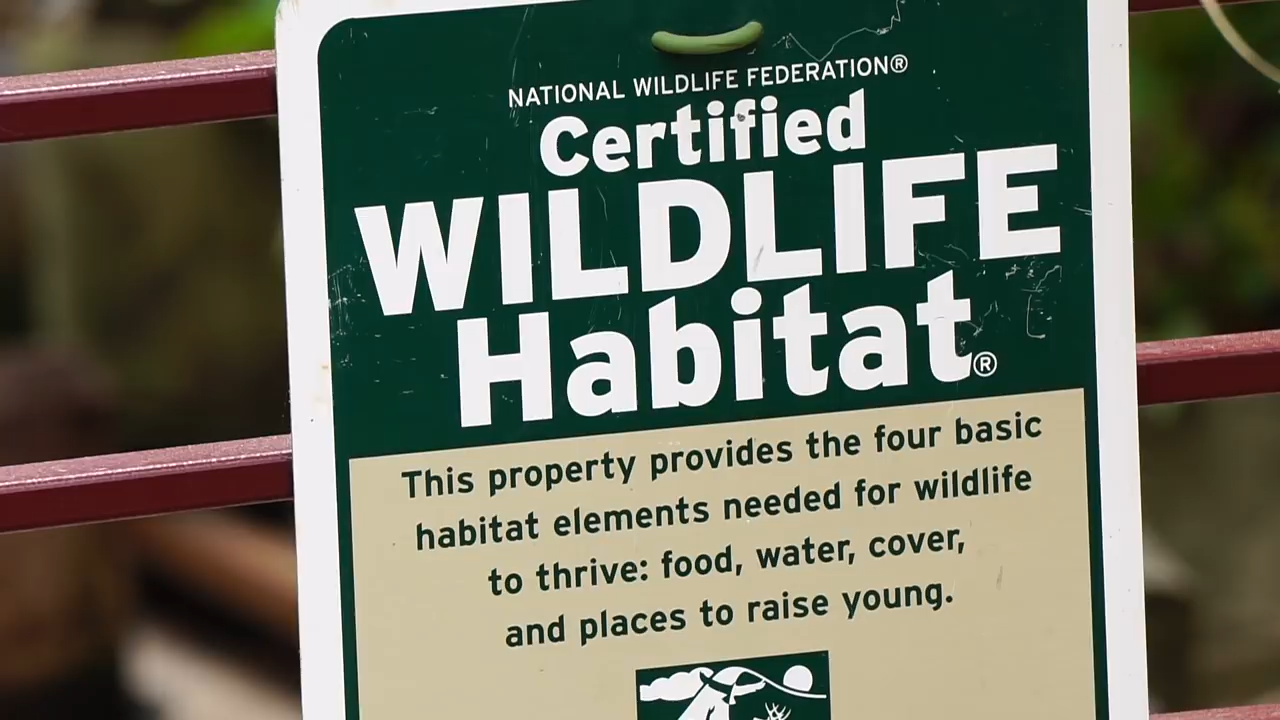 NATIONAL WILDLIFE FEDERATION®
Certified
WILDLIFE
Habitat®
This property provides the four basic
habitat elements needed for wildlife
to thrive: food, water, cover,
and places to raise young.